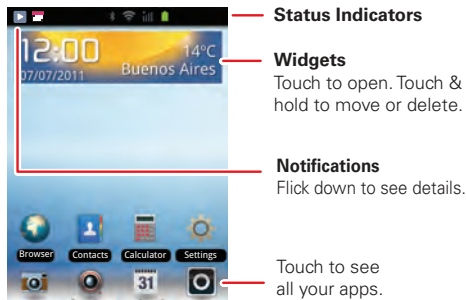 Status Indicators
12:00
14ºC
07/07/2011
Buenos Aires
Widgets
Touch to open. Touch &
hold to move or delete.
Notifications
Flick down to see details.
Browser
Contacts
Calculator
Settings
31
Touch to see
all your apps.